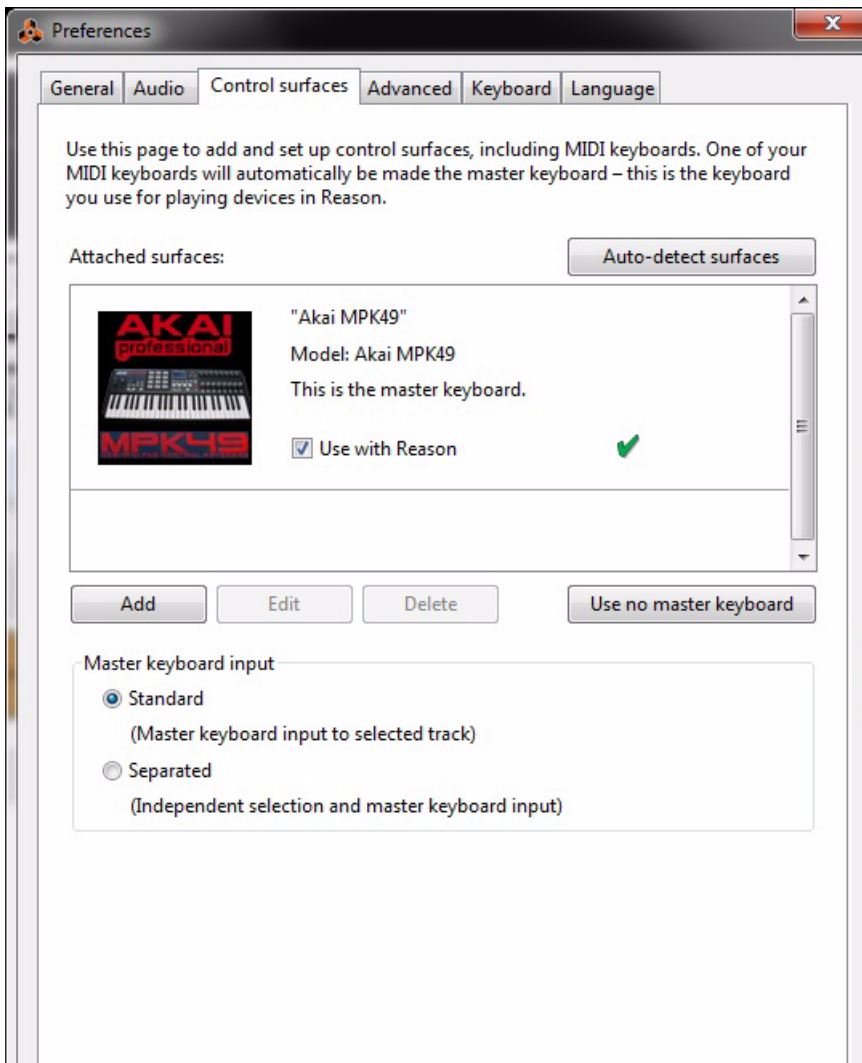 Preferences
General Audio Control surfaces Advanced Keyboard Language
Use this page to add and set up control surfaces, including MIDI keyboards. One of your
MIDI keyboards will automatically be made the master keyboard – this is the keyboard
you use for playing devices in Reason.
Attached surfaces:
Auto-detect surfaces
AKAI
professional
MPK49
"Akai MPK49"
Model: Akai MPK49
This is the master keyboard.
Use with Reason
Add Edit Delete Use no master keyboard
Master keyboard input
Standard
(Master keyboard input to selected track)
Separated
(Independent selection and master keyboard input)